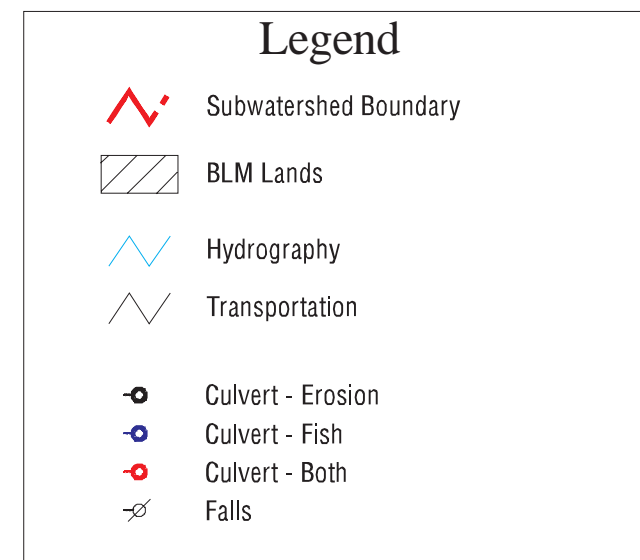 Legend
Subwatershed Boundary
BLM Lands
Hydrography
Transportation
Culvert - Erosion
Culvert - Fish
Culvert - Both
Falls